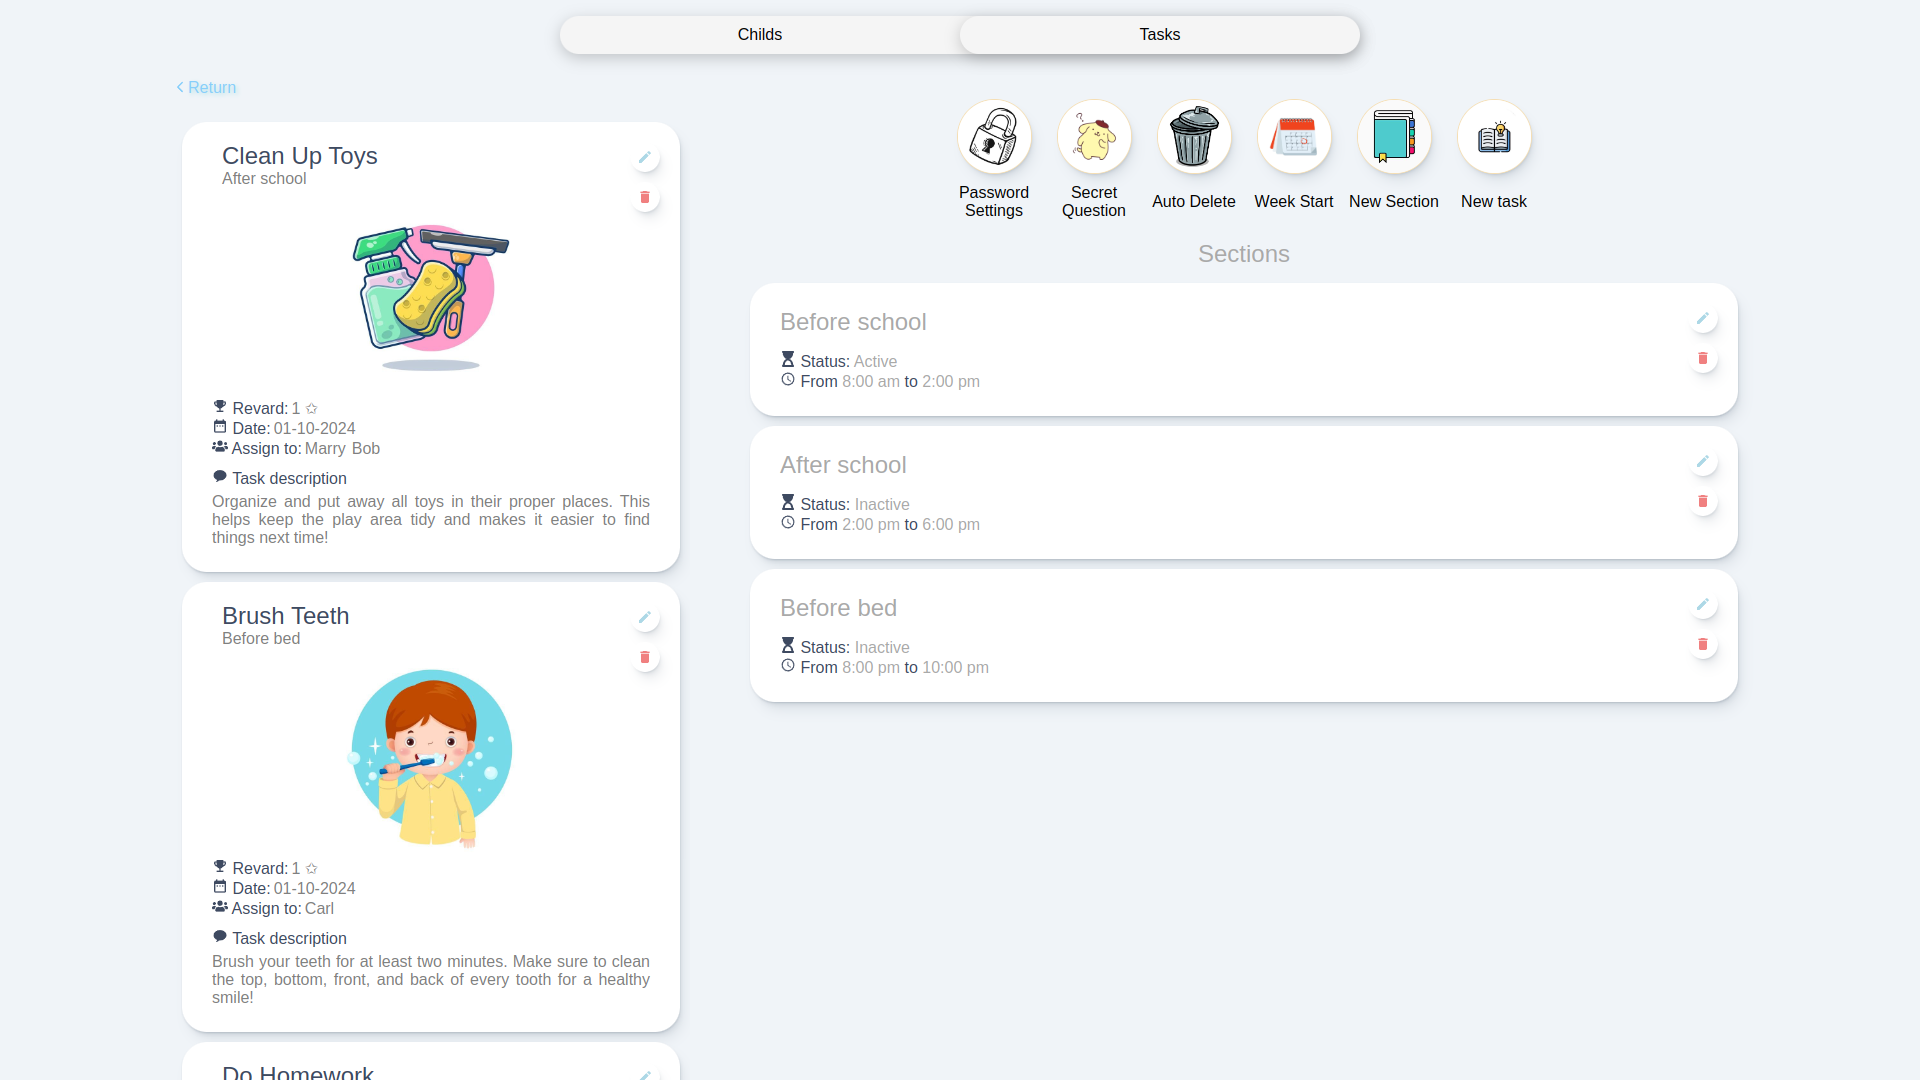 Childs
Tasks
Return
Clean Up Toys
After school
Revard: 1
Date: 01-10-2024
Assign to: Marry Bob
Task description
Organize and put away all toys in their proper places. This
helps keep the play area tidy and makes it easier to find
things next time!
Brush Teeth
Before bed
Revard: 1
Date: 01-10-2024
Assign to: Carl
Task description
Brush your teeth for at least two minutes. Make sure to clean
the top, bottom, front, and back of every tooth for a healthy
smile!
Do Homework
Password
Settings
Secret
Question
Auto Delete
Week Start
New Section
New task
Sections
Before school
Status: Active
From 8:00 am to 2:00 pm
After school
Status: Inactive
From 2:00 pm to 6:00 pm
Before bed
Status: Inactive
From 8:00 pm to 10:00 pm